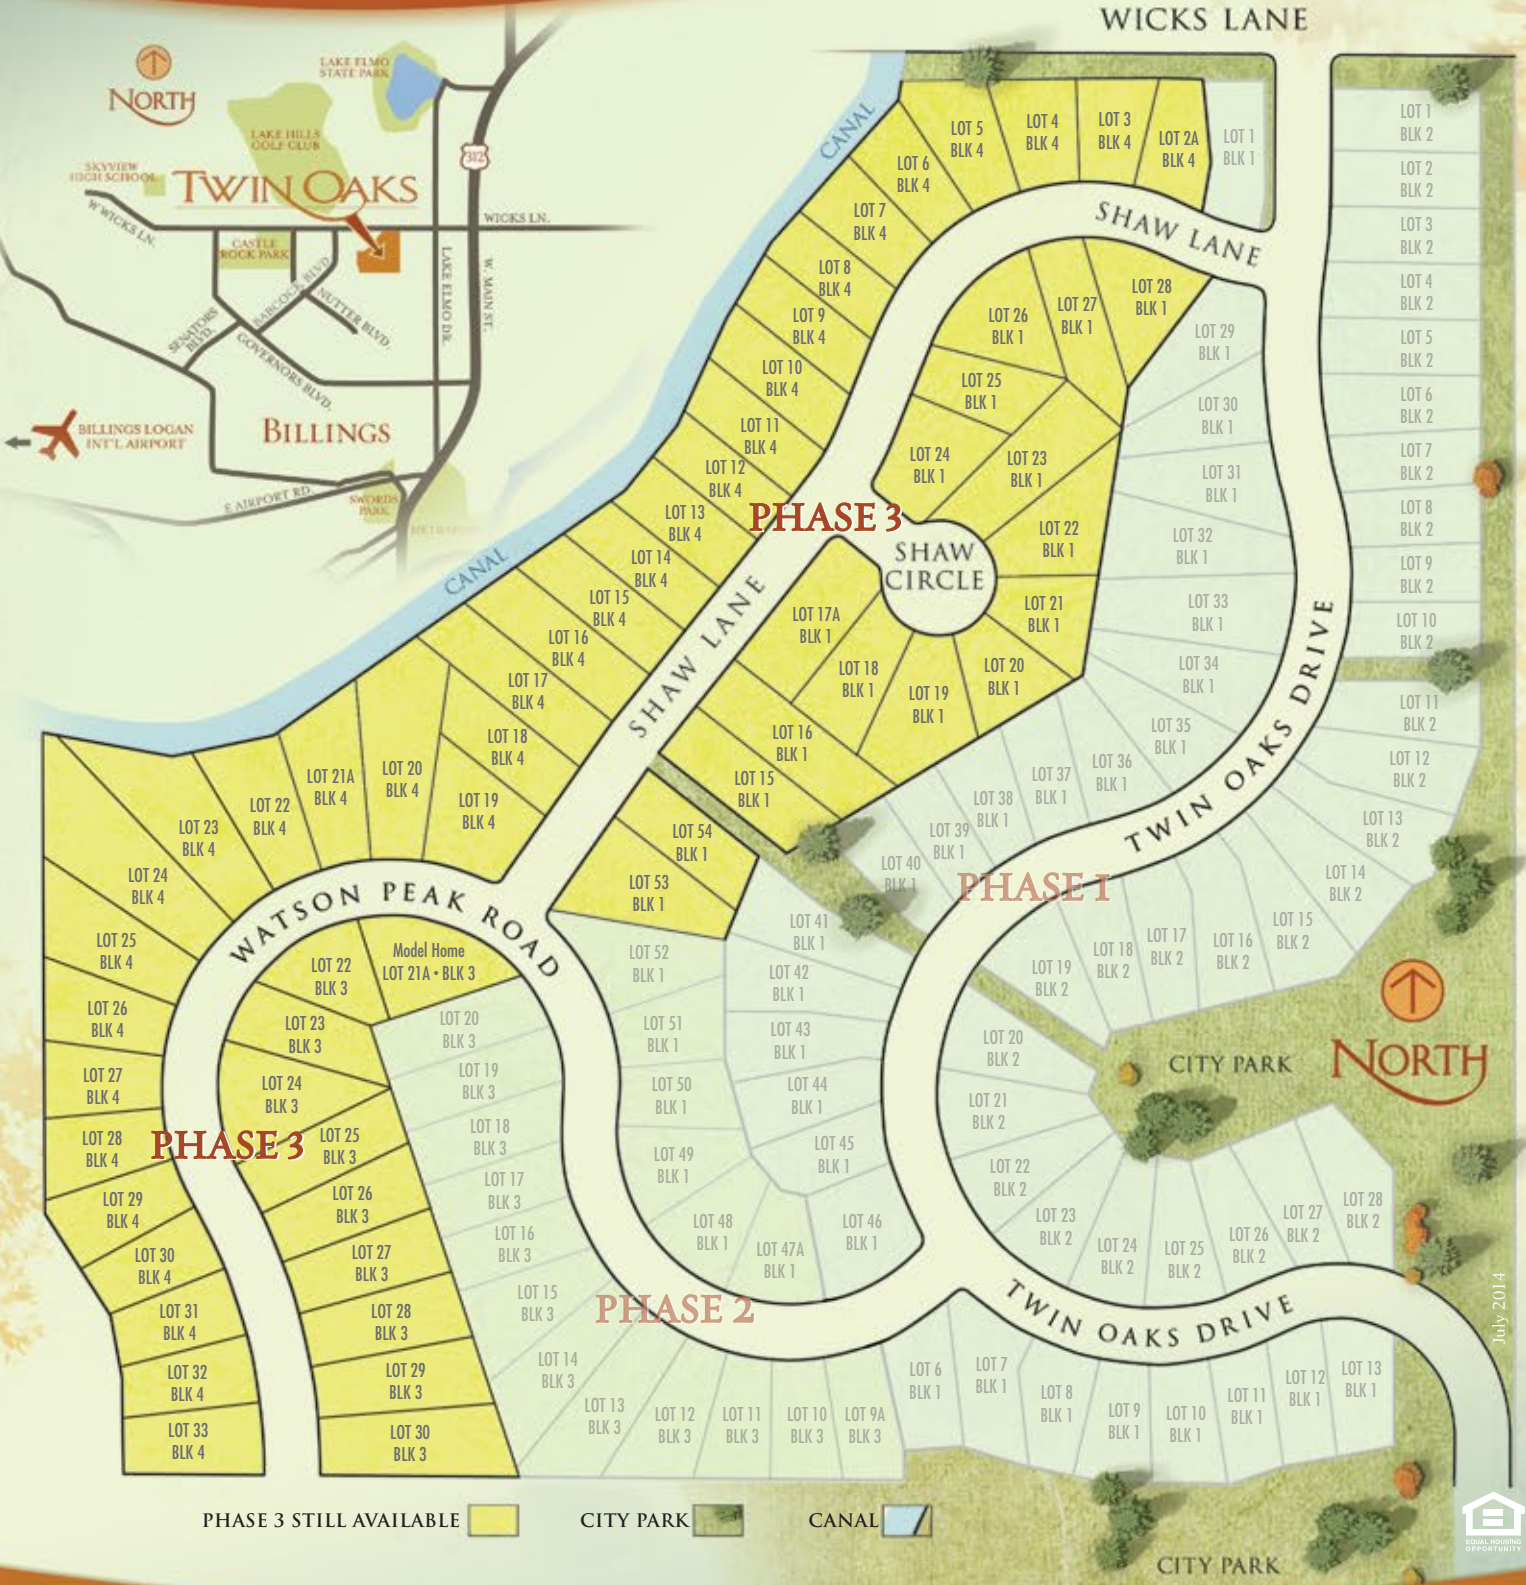 WICKS LANE
NORTH
LAKE ELMO
STATE PARK
LAKE HILLS
GOLF CLUB
SKYVIEW
HIGH SCHOOL
TWIN OAKS
312
W WICKS LN.
WICKS LN.
CASTLE
ROCK PARK
BABCOCK BLVD.
NUTTER BLVD.
SENATORS
BLVD.
GOVERNORS BLVD.
LAKE ELMO DR.
W. MAIN ST.
BILLINGS LOGAN
INT'L AIRPORT
BILLINGS
E AIRPORT RD.
SWORDS
PARK
CANAL
CANAL
LOT 5
BLK 4
LOT 4
BLK 4
LOT 3
BLK 4
LOT 2A
BLK 4
LOT 1
BLK 1
LOT 6
BLK 4
LOT 7
BLK 4
LOT 8
BLK 4
LOT 9
BLK 4
LOT 10
BLK 4
LOT 11
BLK 4
LOT 12
BLK 4
LOT 13
BLK 4
LOT 14
BLK 4
LOT 15
BLK 4
LOT 16
BLK 4
LOT 17
BLK 4
LOT 18
BLK 4
LOT 19
BLK 4
LOT 20
BLK 4
LOT 21A
BLK 4
LOT 22
BLK 4
LOT 23
BLK 4
LOT 24
BLK 4
LOT 25
BLK 4
LOT 26
BLK 4
LOT 27
BLK 4
LOT 28
BLK 4
LOT 29
BLK 4
LOT 30
BLK 4
LOT 31
BLK 4
LOT 32
BLK 4
LOT 33
BLK 4
SHAW LANE
LOT 28
BLK 1
LOT 27
BLK 1
LOT 26
BLK 1
LOT 25
BLK 1
LOT 24
BLK 1
LOT 23
BLK 1
LOT 22
BLK 1
LOT 21
BLK 1
LOT 20
BLK 1
LOT 19
BLK 1
LOT 18
BLK 1
LOT 17A
BLK 1
LOT 16
BLK 1
LOT 15
BLK 1
LOT 54
BLK 1
LOT 53
BLK 1
PHASE 3
SHAW
CIRCLE
SHAW LANE
LOT 29
BLK 1
LOT 30
BLK 1
LOT 31
BLK 1
LOT 32
BLK 1
LOT 33
BLK 1
LOT 34
BLK 1
LOT 35
BLK 1
LOT 36
BLK 1
LOT 37
BLK 1
LOT 38
BLK 1
LOT 39
BLK 1
LOT 40
BLK 1
LOT 41
BLK 1
LOT 42
BLK 1
LOT 43
BLK 1
LOT 44
BLK 1
LOT 45
BLK 1
LOT 46
BLK 1
LOT 47A
BLK 1
LOT 48
BLK 1
LOT 49
BLK 1
LOT 50
BLK 1
LOT 51
BLK 1
LOT 52
BLK 1
LOT 1
BLK 2
LOT 2
BLK 2
LOT 3
BLK 2
LOT 4
BLK 2
LOT 5
BLK 2
LOT 6
BLK 2
LOT 7
BLK 2
LOT 8
BLK 2
LOT 9
BLK 2
LOT 10
BLK 2
LOT 11
BLK 2
LOT 12
BLK 2
LOT 13
BLK 2
LOT 14
BLK 2
LOT 15
BLK 2
LOT 16
BLK 2
LOT 17
BLK 2
LOT 18
BLK 2
LOT 19
BLK 2
LOT 20
BLK 2
LOT 21
BLK 2
LOT 22
BLK 2
LOT 23
BLK 2
LOT 24
BLK 2
LOT 25
BLK 2
LOT 26
BLK 2
LOT 27
BLK 2
LOT 28
BLK 2
TWIN OAKS DRIVE
PHASE 1
CITY PARK
NORTH
WATSON PEAK ROAD
Model Home
LOT 21A • BLK 3
LOT 22
BLK 3
LOT 23
BLK 3
LOT 24
BLK 3
LOT 25
BLK 3
LOT 26
BLK 3
LOT 27
BLK 3
LOT 28
BLK 3
LOT 29
BLK 3
LOT 30
BLK 3
PHASE 3
LOT 20
BLK 3
LOT 19
BLK 3
LOT 18
BLK 3
LOT 17
BLK 3
LOT 16
BLK 3
LOT 15
BLK 3
LOT 14
BLK 3
LOT 13
BLK 3
LOT 12
BLK 3
LOT 11
BLK 3
LOT 10
BLK 3
LOT 9A
BLK 3
PHASE 2
TWIN OAKS DRIVE
LOT 6
BLK 1
LOT 7
BLK 1
LOT 8
BLK 1
LOT 9
BLK 1
LOT 10
BLK 1
LOT 11
BLK 1
LOT 12
BLK 1
LOT 13
BLK 1
July 2014
PHASE 3 STILL AVAILABLE
CITY PARK
CANAL
CITY PARK
EQUAL HOUSING
OPPORTUNITY